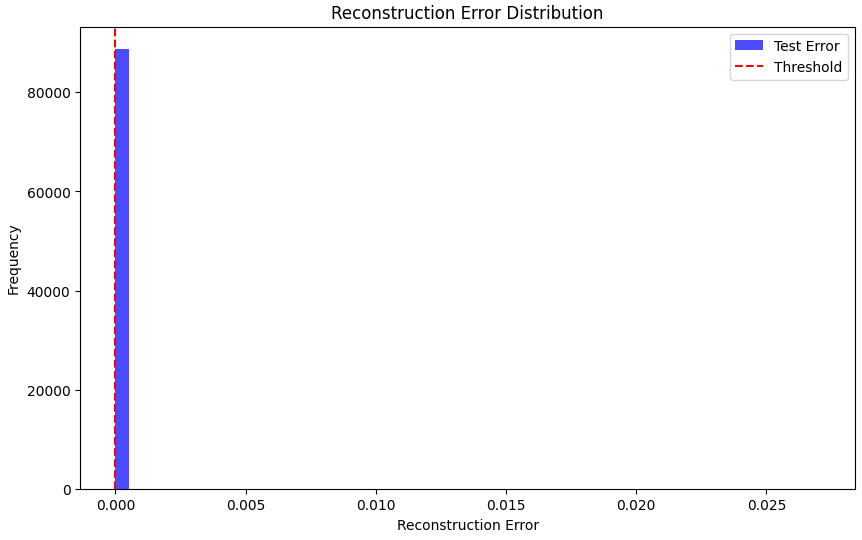 Reconstruction Error Distribution
Test Error
Threshold
Frequency
80000
60000
40000
20000
0
0.000 0.005 0.010 0.015 0.020 0.025
Reconstruction Error